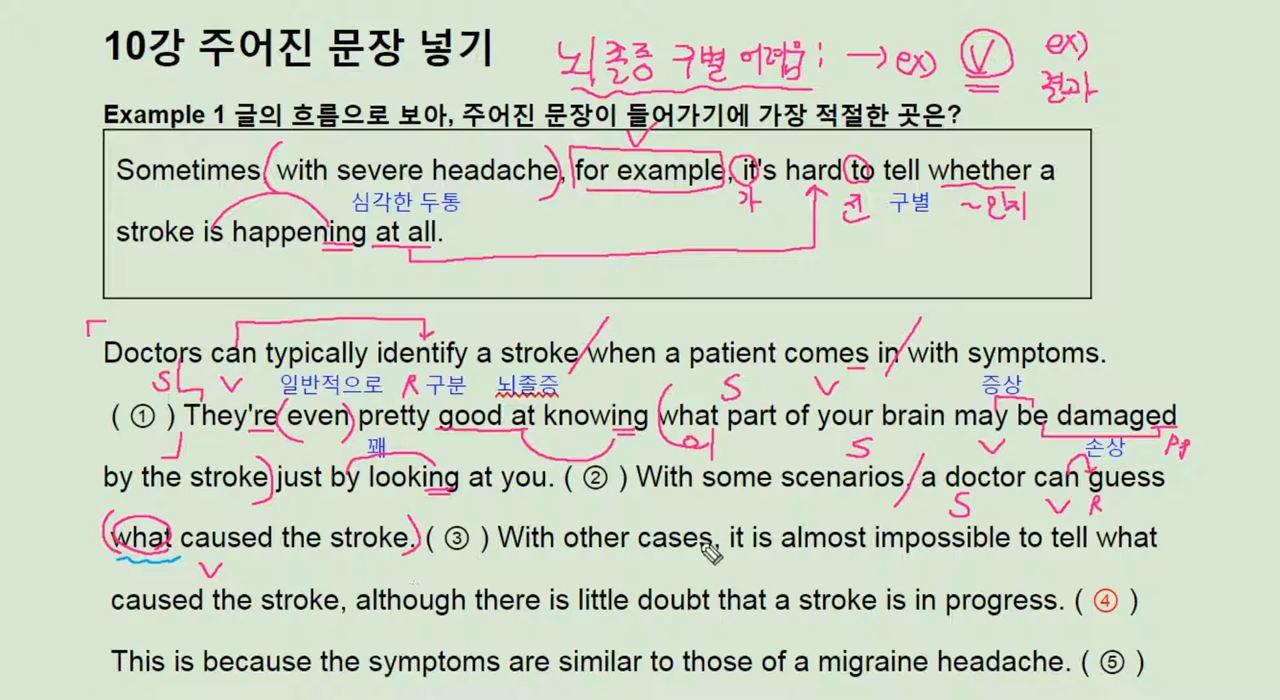 10강 주어진 문장 넣기
뇌졸증 구별 어려움; → ex) V ex)
결과
Example 1 글의 흐름으로 보아, 주어진 문장이 들어가기에 가장 적절한 곳은?
V
Sometimes (with severe headache), for example, it's hard to tell whether a
심각한 두통 가 진 구별 ~인지
stroke is happening at all.
Doctors can typically identify a stroke / when a patient comes in / with symptoms.
S V 일반적으로 R 구분 뇌졸증 S V 증상
( ① ) They're (even) pretty good at knowing (what part of your brain may be damaged
꽤 의 S V 손상 PP
by the stroke) just by looking at you. ( ② ) With some scenarios, / a doctor can guess
S V R
(what caused the stroke.) ( ③ ) With other cases, it is almost impossible to tell what
V
caused the stroke, although there is little doubt that a stroke is in progress. ( ④ )
This is because the symptoms are similar to those of a migraine headache. ( ⑤ )